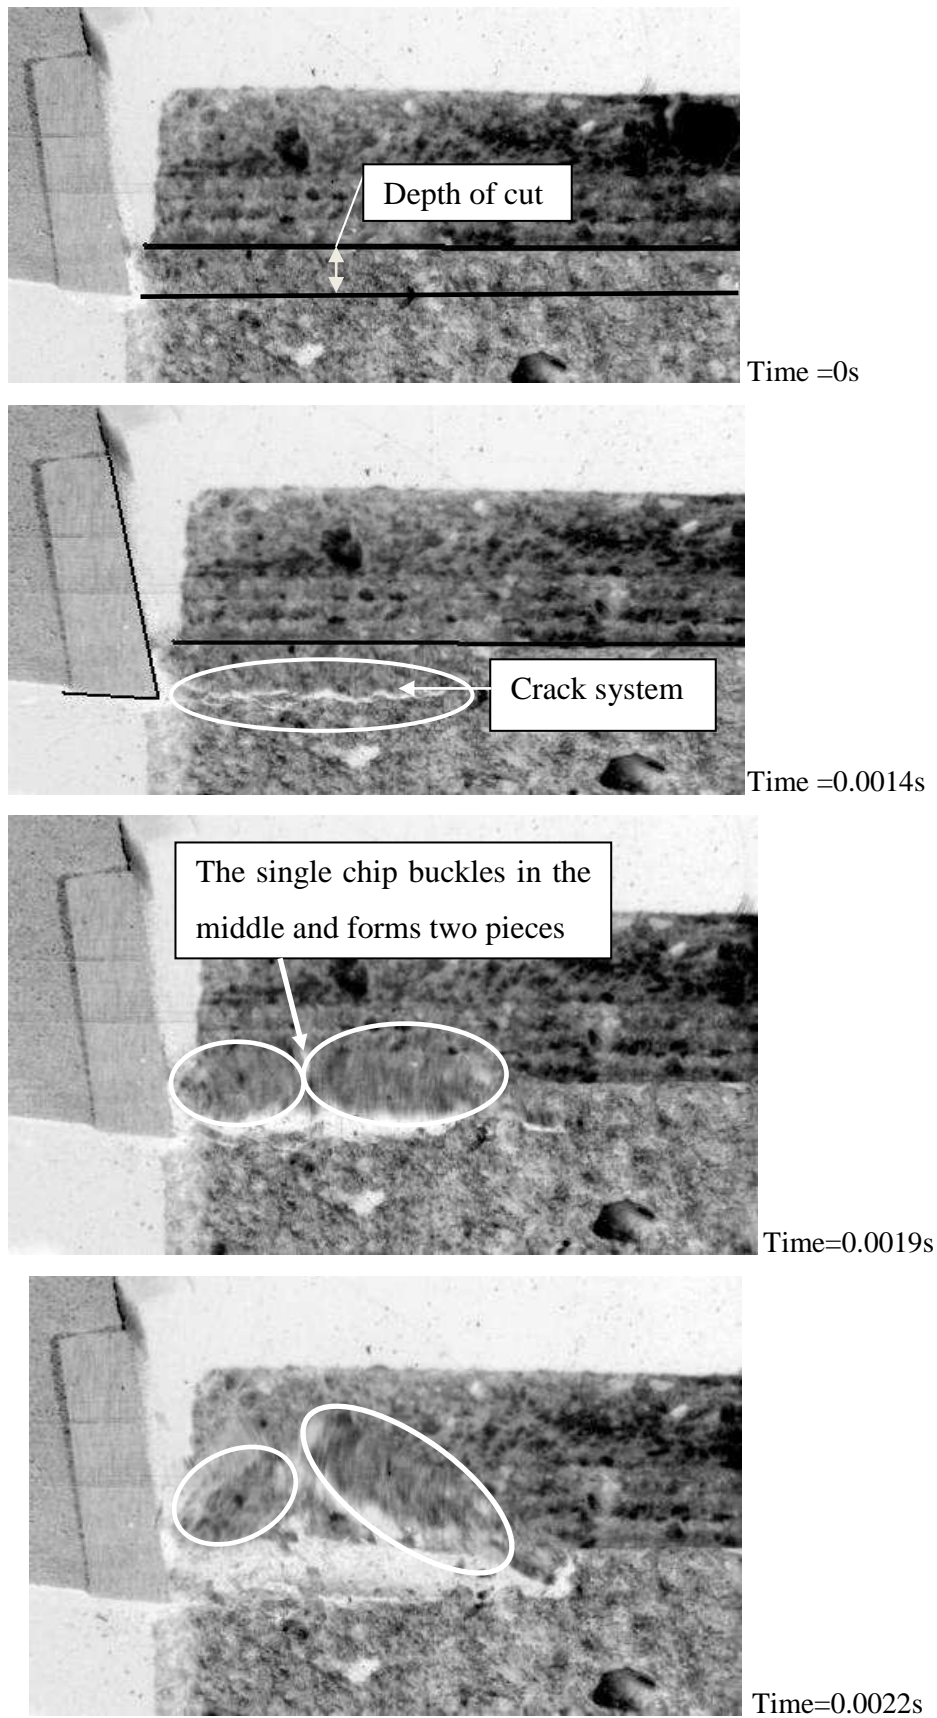 Depth of cut
Time =0s
Crack system
Time =0.0014s
The single chip buckles in the
middle and forms two pieces
Time=0.0019s
Time=0.0022s